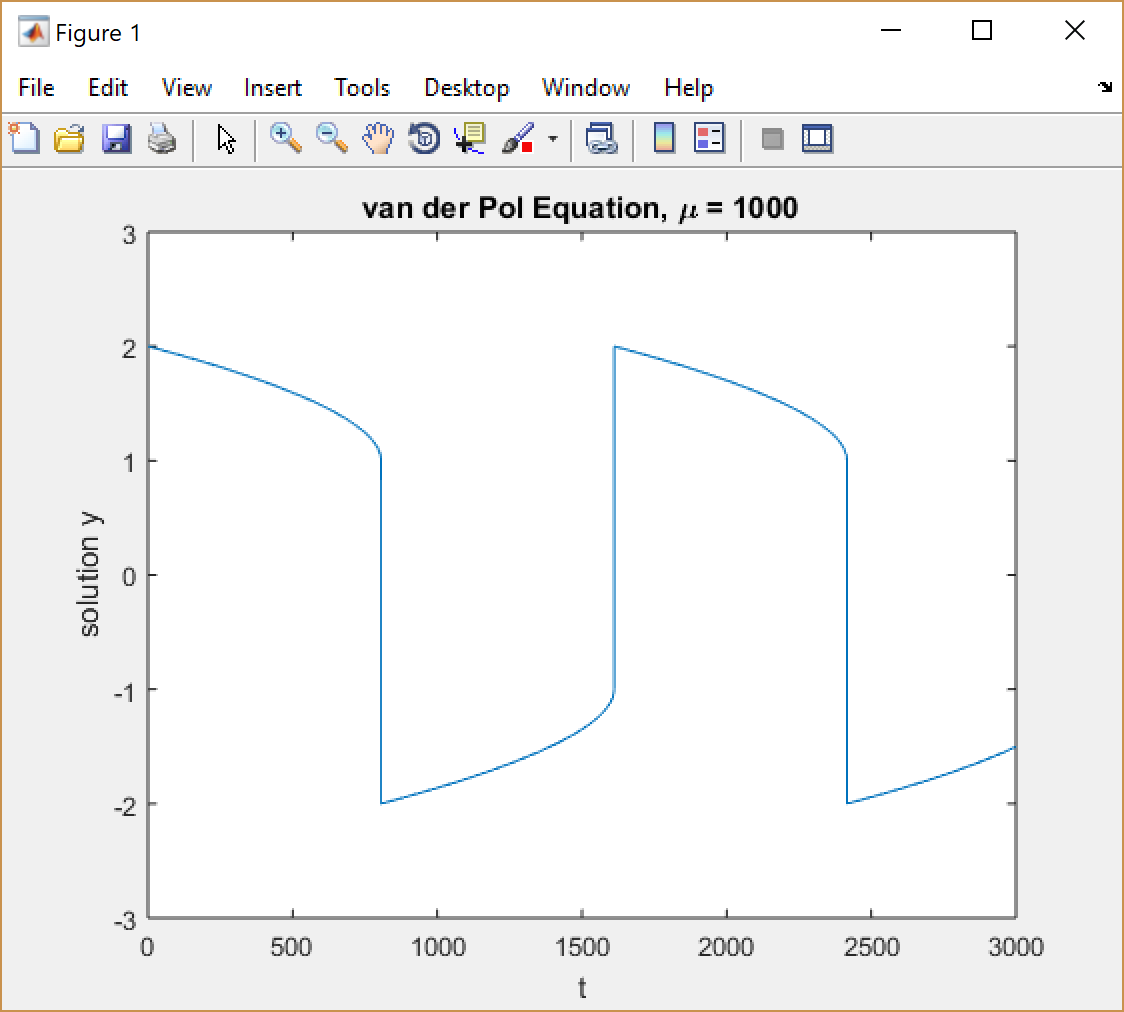 Figure 1
File Edit View Insert Tools Desktop Window Help
van der Pol Equation, μ = 1000
3
2
1
0
-1
-2
-3
solution y
0 500 1000 1500 2000 2500 3000
t